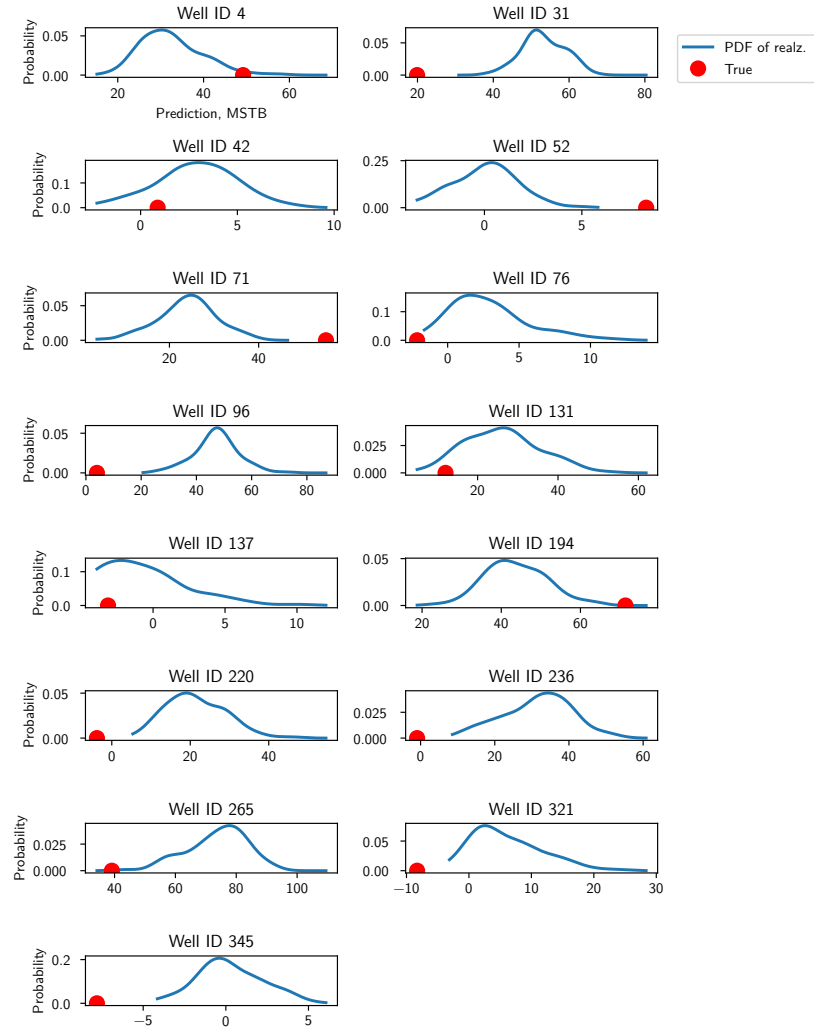 Well ID 4
Probability
0.05
0.00
20 40 60
Prediction, MSTB
Well ID 31
0.05
0.00
20 40 60 80
PDF of realz.
True
Well ID 42
Probability
0.1
0.0
0 5 10
Well ID 52
0.25
0.00
0 5
Well ID 71
Probability
0.05
0.00
20 40
Well ID 76
0.1
0.0
0 5 10
Well ID 96
Probability
0.05
0.00
0 20 40 60 80
Well ID 131
0.025
0.000
20 40 60
Well ID 137
Probability
0.1
0.0
0 5 10
Well ID 194
0.05
0.00
20 40 60
Well ID 220
Probability
0.05
0.00
0 20 40
Well ID 236
0.025
0.000
0 20 40 60
Well ID 265
Probability
0.025
0.000
40 60 80 100
Well ID 321
0.05
0.00
−10 0 10 20 30
Well ID 345
Probability
0.2
0.0
−5 0 5